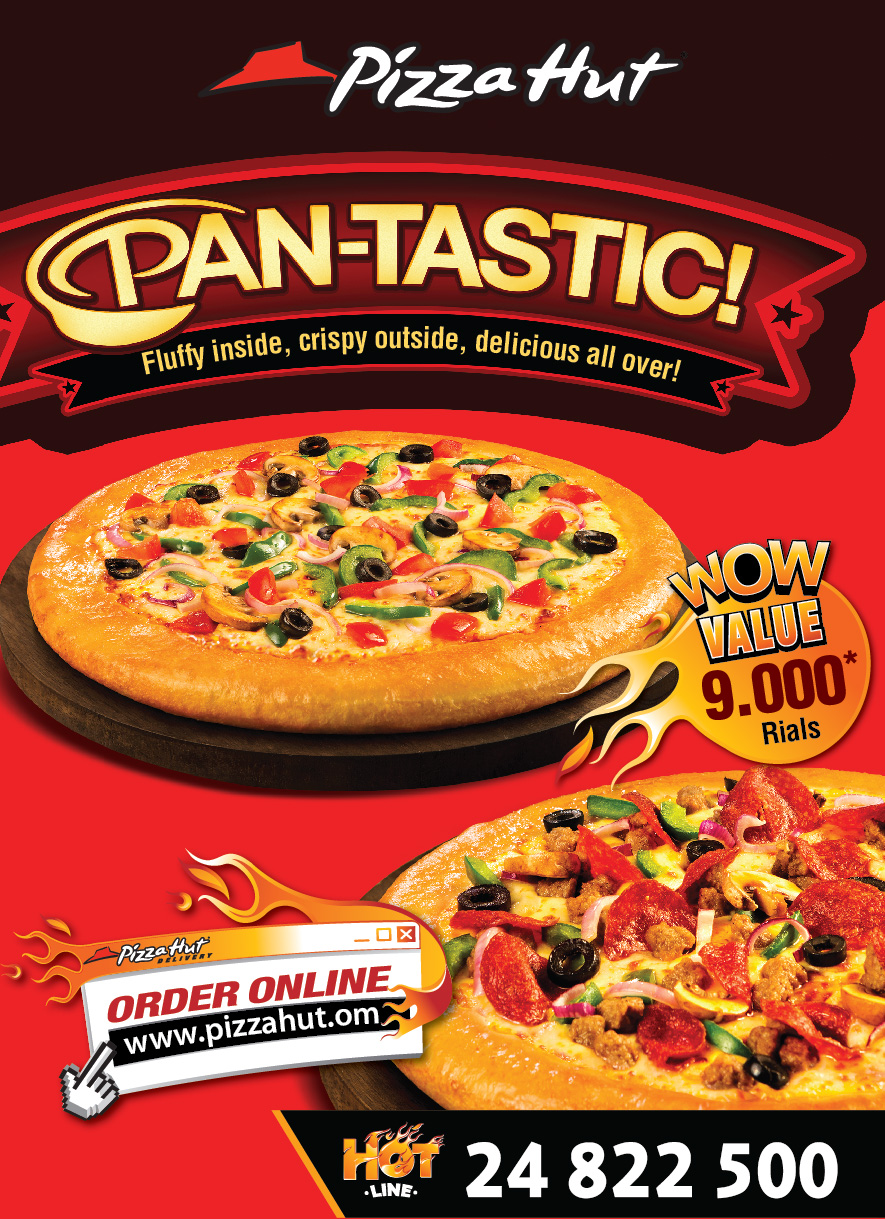 Pizza Hut
PAN-TASTIC!
Fluffy inside, crispy outside, delicious all over!
WOW
VALUE
9.000*
Rials
Pizza Hut
DELIVERY
ORDER ONLINE
www.pizzahut.om
HOT
·LINE·
24 822 500